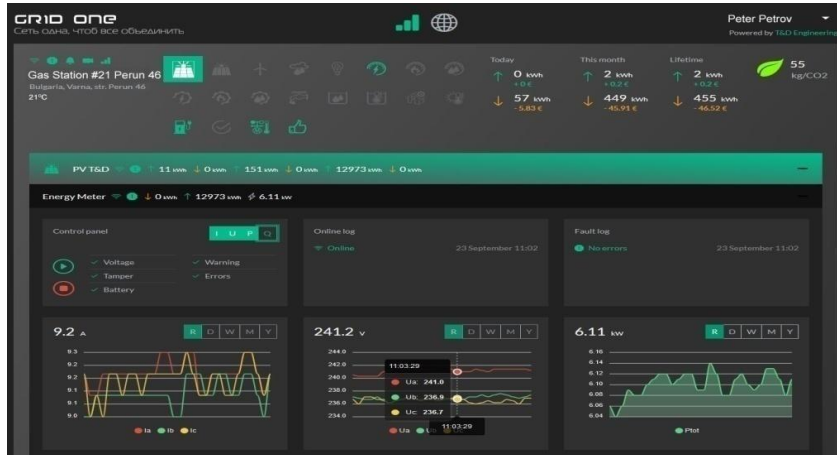 GRID ONE
Сеть одна, чтоб все объединить
Peter Petrov
Powered by T&D Engineering
Gas Station #21 Perun 46
Bulgaria, Varna, str. Perun 46
21°C
Today
↑ 0 kWh
+0 €
↓ 57 kWh
- 5.83 €
This month
↑ 2 kWh
+0.2 €
↓ 449 kWh
-45.91 €
Lifetime
↑ 2 kWh
+0.2 €
↓ 455 kWh
- 46.52 €
55
kg/CO2
PV T&D ↑ 11 kWh ↓ 0 kWh ↑ 151 kWh ↓ 0 kWh ↑ 12973 kWh ↓ 0 kWh
Energy Meter ↓ 0 kWh ↑ 12973 kWh 6.11 kW
Control panel
I U P Q
Voltage
Warning
Tamper
Errors
Battery
Online log
Online
23 September 11:02
Fault log
No errors
23 September 11:02
9.2 A
R D W M Y
9.3
9.2
9.2
9.1
9.1
9.0
Ia Ib Ic
241.2 V
R D W M Y
244.0
242.0
240.0
238.0
236.0
234.0
11:03:29
Ua: 241.0
Ub: 236.9
Uc: 236.7
11:03:29
Ua
6.11 kW
R D W M Y
6.16
6.14
6.12
6.10
6.08
6.06
6.04
Ptot